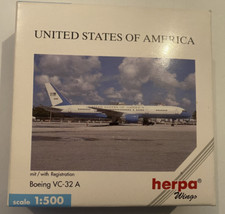 UNITED STATES OF AMERICA
mit / with Registration
Boeing VC-32 A
herpa
Wings
scale 1:500